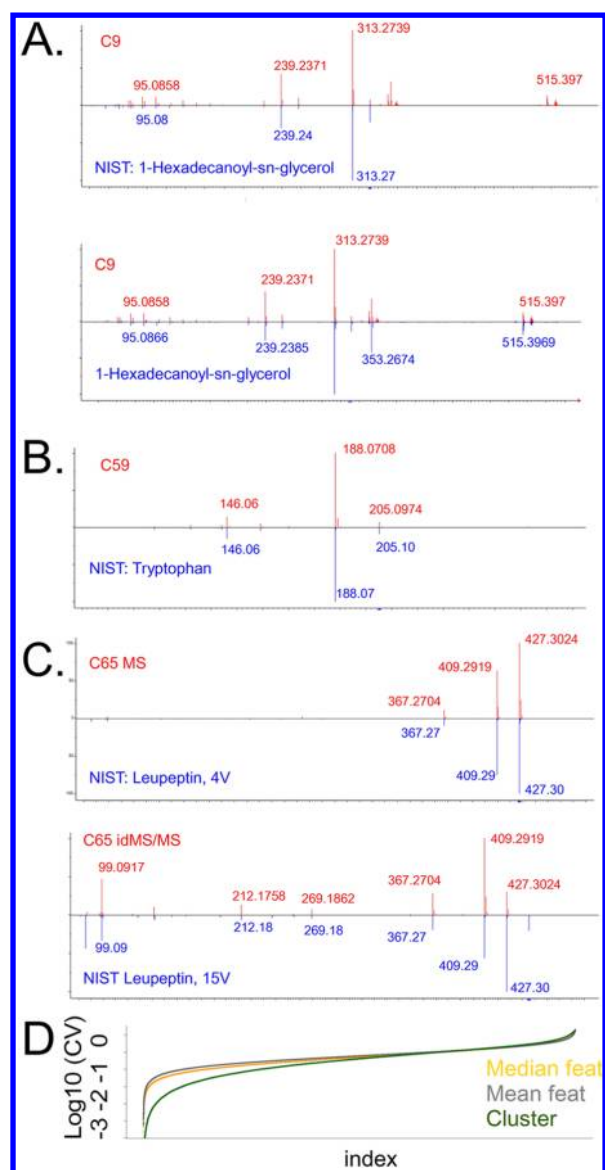 A.
C9
313.2739
239.2371
95.0858
515.397
95.08
239.24
NIST: 1-Hexadecanoyl-sn-glycerol
313.27
313.2739
C9
239.2371
95.0858
515.397
95.0866
239.2385
353.2674
515.3969
1-Hexadecanoyl-sn-glycerol
B.
C59
188.0708
146.06
205.0974
146.06
205.10
NIST: Tryptophan
188.07
C.
427.3024
C65 MS
409.2919
367.2704
367.27
NIST: Leupeptin, 4V
409.29
427.30
C65 idMS/MS
409.2919
99.0917
367.2704
427.3024
212.1758
269.1862
212.18
269.18
367.27
99.09
409.29
NIST Leupeptin, 15V
427.30
D
Log10 (CV)
-3 -2 -1 0
Median feat
Mean feat
Cluster
index